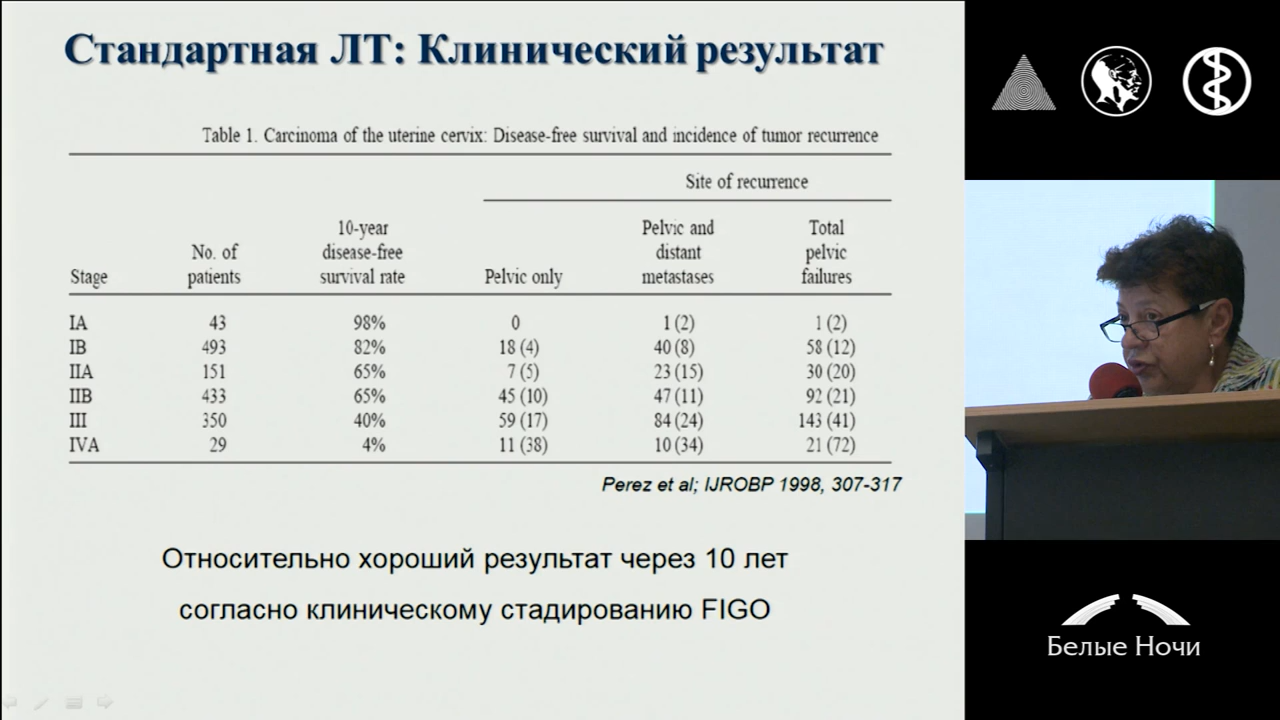 Стандартная ЛТ: Клинический результат
Table 1. Carcinoma of the uterine cervix: Disease-free survival and incidence of tumor recurrence
Site of recurrence
Stage No. of patients 10-year disease-free survival rate Pelvic only Pelvic and distant metastases Total pelvic failures
IA 43 98% 0 1 (2) 1 (2)
IB 493 82% 18 (4) 40 (8) 58 (12)
IIA 151 65% 7 (5) 23 (15) 30 (20)
IIB 433 65% 45 (10) 47 (11) 92 (21)
III 350 40% 59 (17) 84 (24) 143 (41)
IVA 29 4% 11 (38) 10 (34) 21 (72)
Perez et al; IJROBP 1998, 307-317
Относительно хороший результат через 10 лет
согласно клиническому стадированию FIGO
Белые Ночи